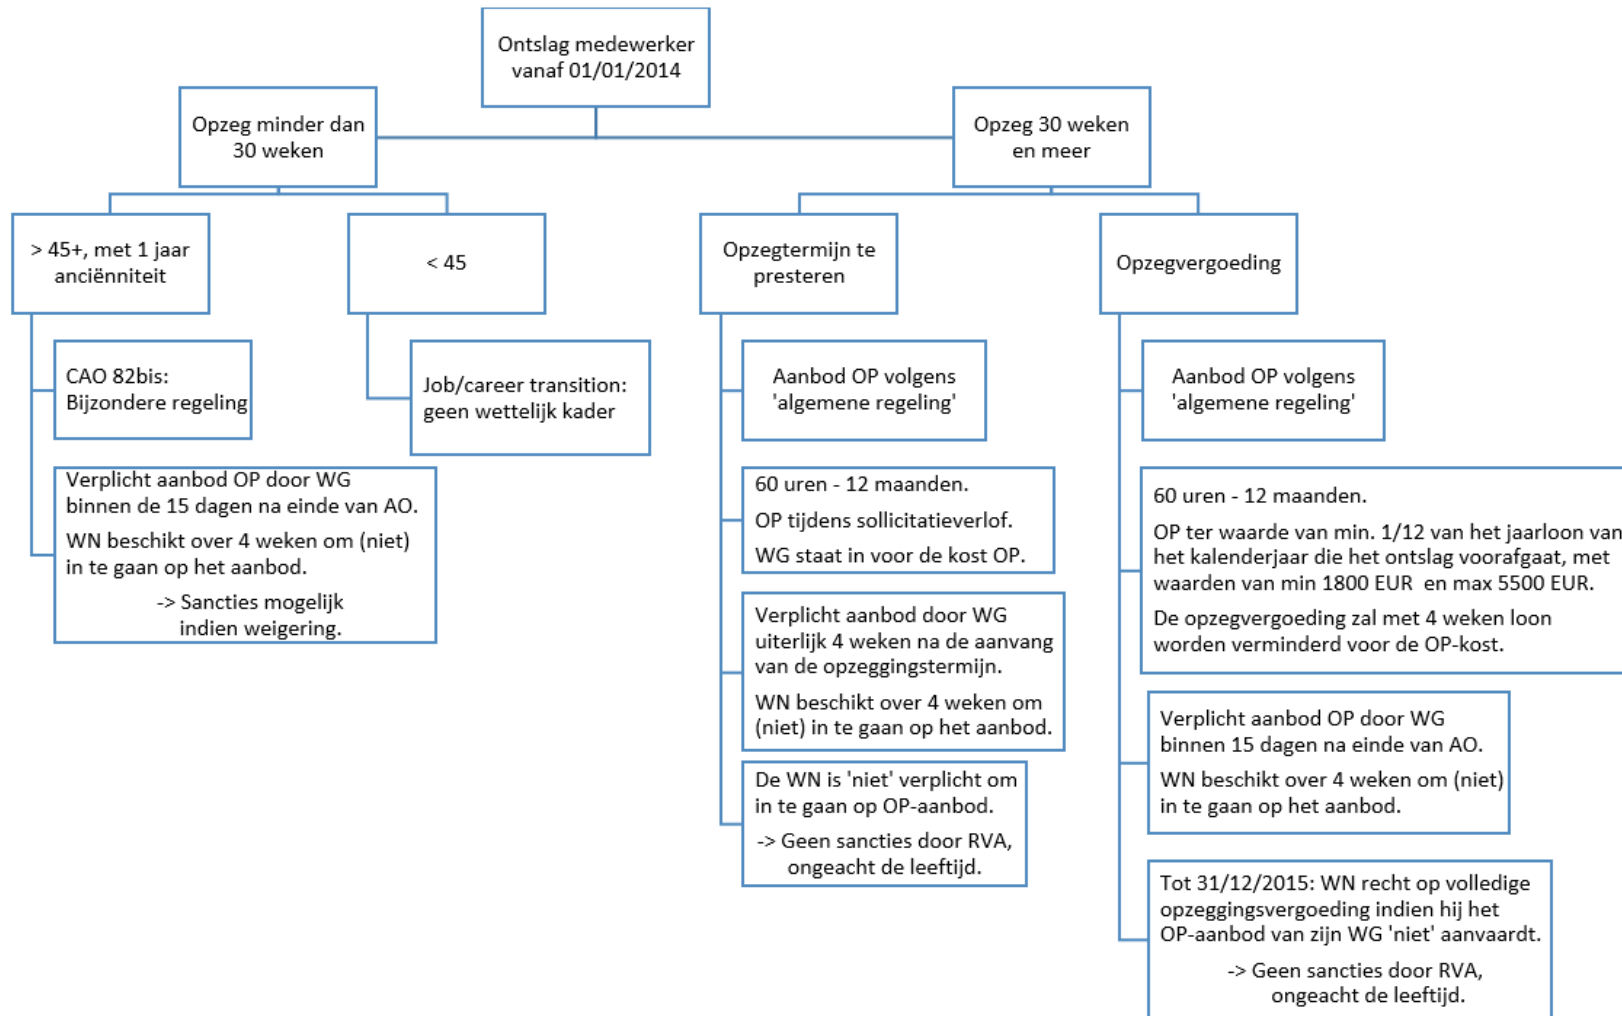 Ontslag medewerker
vanaf 01/01/2014
Opzeg minder dan
30 weken
Opzeg 30 weken
en meer
> 45+, met 1 jaar
anciënniteit
< 45
Opzegtermijn te
presteren
Opzegvergoeding
CAO 82bis:
Bijzondere regeling
Verplicht aanbod OP door WG
binnen de 15 dagen na einde van AO.
WN beschikt over 4 weken om (niet)
in te gaan op het aanbod.
-> Sancties mogelijk
indien weigering.
Job/career transition:
geen wettelijk kader
Aanbod OP volgens
'algemene regeling'
60 uren - 12 maanden.
OP tijdens sollicitatieverlof.
WG staat in voor de kost OP.
Verplicht aanbod door WG
uiterlijk 4 weken na de aanvang
van de opzeggingstermijn.
WN beschikt over 4 weken om
(niet) in te gaan op het aanbod.
De WN is 'niet' verplicht om
in te gaan op OP-aanbod.
-> Geen sancties door RVA,
ongeacht de leeftijd.
Aanbod OP volgens
'algemene regeling'
60 uren - 12 maanden.
OP ter waarde van min. 1/12 van het jaarloon van
het kalenderjaar die het ontslag voorafgaat, met
waarden van min 1800 EUR en max 5500 EUR.
De opzegvergoeding zal met 4 weken loon
worden verminderd voor de OP-kost.
Verplicht aanbod OP door WG
binnen 15 dagen na einde van AO.
WN beschikt over 4 weken om (niet)
in te gaan op het aanbod.
Tot 31/12/2015: WN recht op volledige
opzeggingsvergoeding indien hij het
OP-aanbod van zijn WG 'niet' aanvaardt.
-> Geen sancties door RVA,
ongeacht de leeftijd.